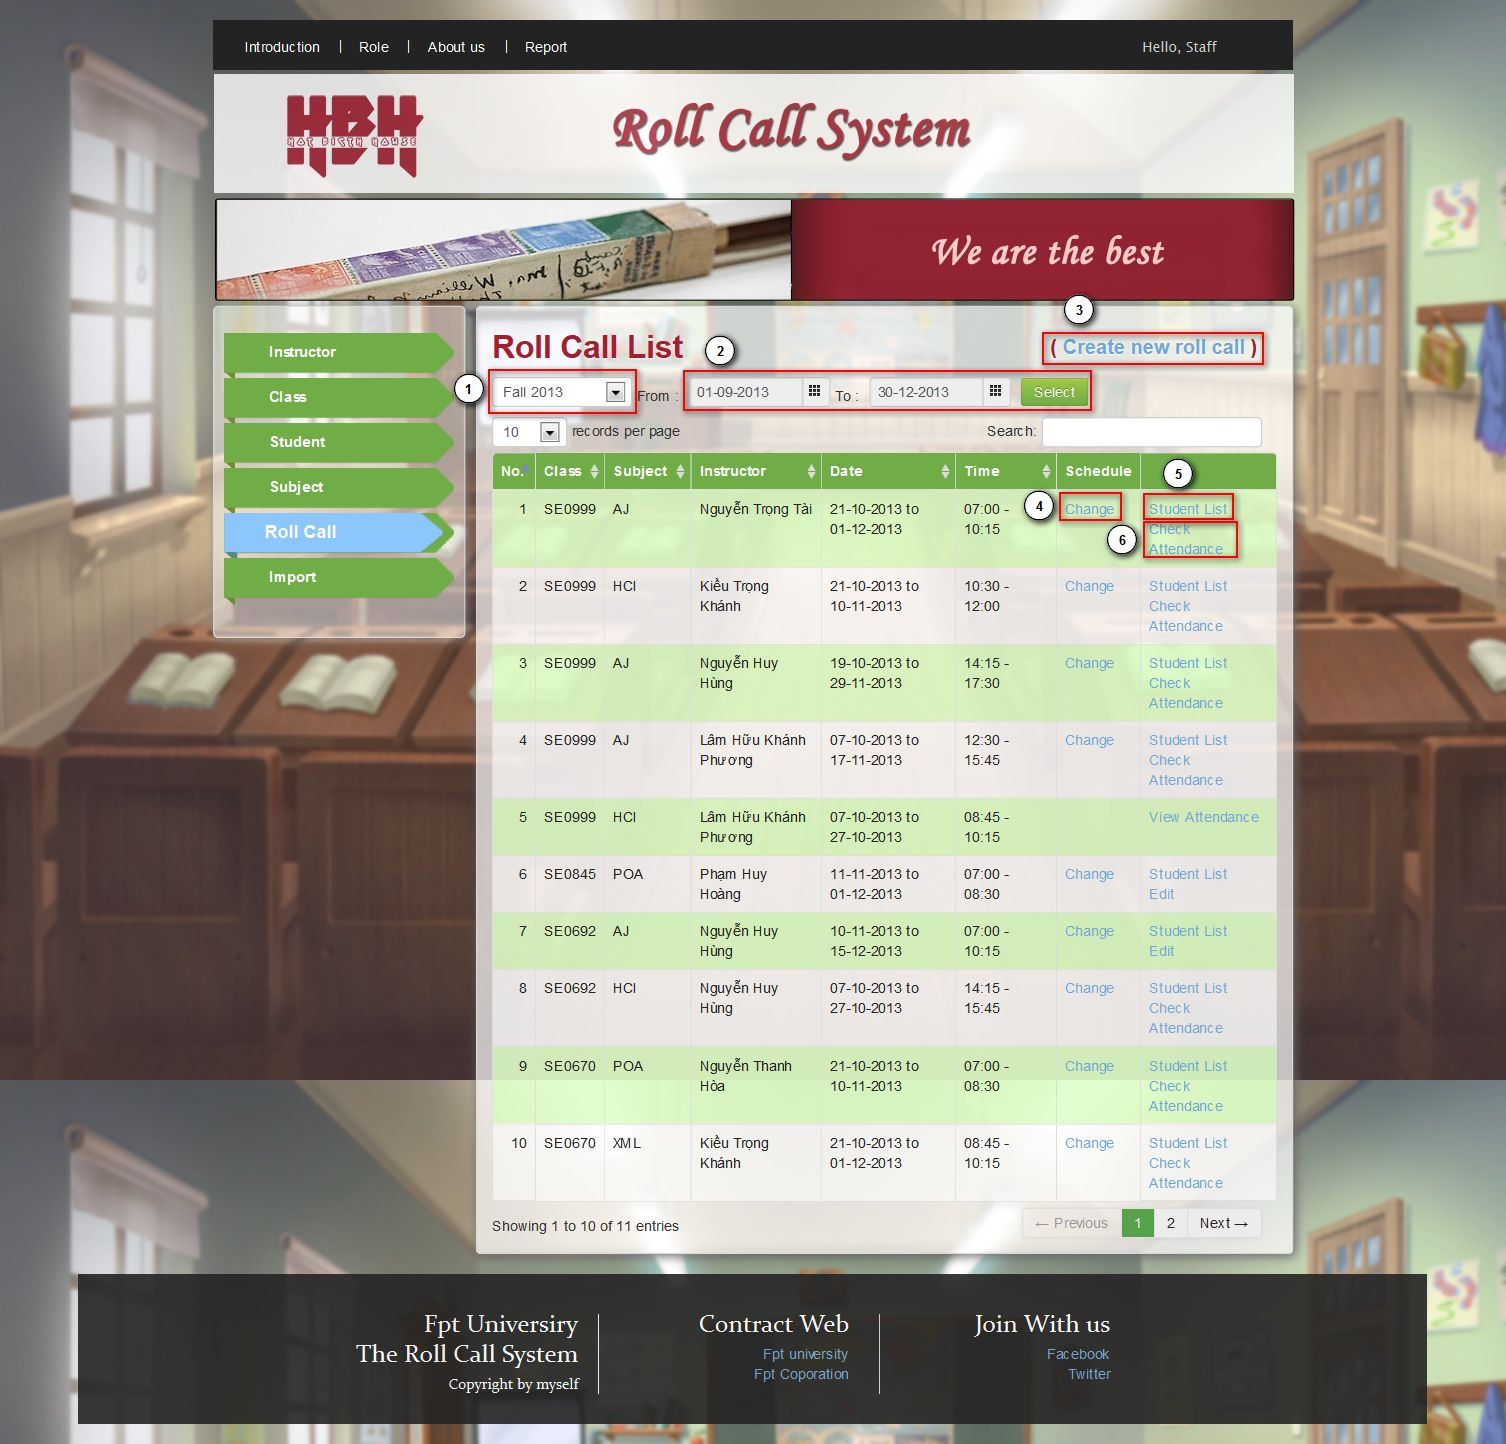 Introduction | Role | About us | Report
Hello, Staff
HBH
HOT BIRTH HOUSE
Roll Call System
We are the best
Instructor
Class
Student
Subject
Roll Call
Import
Roll Call List
2
3
( Create new roll call )
1
Fall 2013 From : 01-09-2013 To : 30-12-2013 Select
10 records per page Search:
No. Class Subject Instructor Date Time Schedule
5
4
6
1 SE0999 AJ Nguyễn Trọng Tài 21-10-2013 to 07:00 - Change Student List
01-12-2013 10:15 Check
Attendance
2 SE0999 HCI Kiều Trọng 21-10-2013 to 10:30 - Change Student List
Khánh 10-11-2013 12:00 Check
Attendance
3 SE0999 AJ Nguyễn Huy 19-10-2013 to 14:15 - Change Student List
Hùng 29-11-2013 17:30 Check
Attendance
4 SE0999 AJ Lâm Hữu Khánh 07-10-2013 to 12:30 - Change Student List
Phương 17-11-2013 15:45 Check
Attendance
5 SE0999 HCI Lâm Hữu Khánh 07-10-2013 to 08:45 - View Attendance
Phương 27-10-2013 10:15
6 SE0845 POA Phạm Huy 11-11-2013 to 07:00 - Change Student List
Hoàng 01-12-2013 08:30 Edit
7 SE0692 AJ Nguyễn Huy 10-11-2013 to 07:00 - Change Student List
Hùng 15-12-2013 10:15 Edit
8 SE0692 HCI Nguyễn Huy 07-10-2013 to 14:15 - Change Student List
Hùng 27-10-2013 15:45 Check
Attendance
9 SE0670 POA Nguyễn Thanh 21-10-2013 to 07:00 - Change Student List
Hòa 10-11-2013 08:30 Check
Attendance
10 SE0670 XML Kiều Trọng 21-10-2013 to 08:45 - Change Student List
Khánh 01-12-2013 10:15 Check
Attendance
Showing 1 to 10 of 11 entries
← Previous 1 2 Next →
Fpt Universiry
The Roll Call System
Copyright by myself
Contract Web
Fpt university
Fpt Coporation
Join With us
Facebook
Twitter